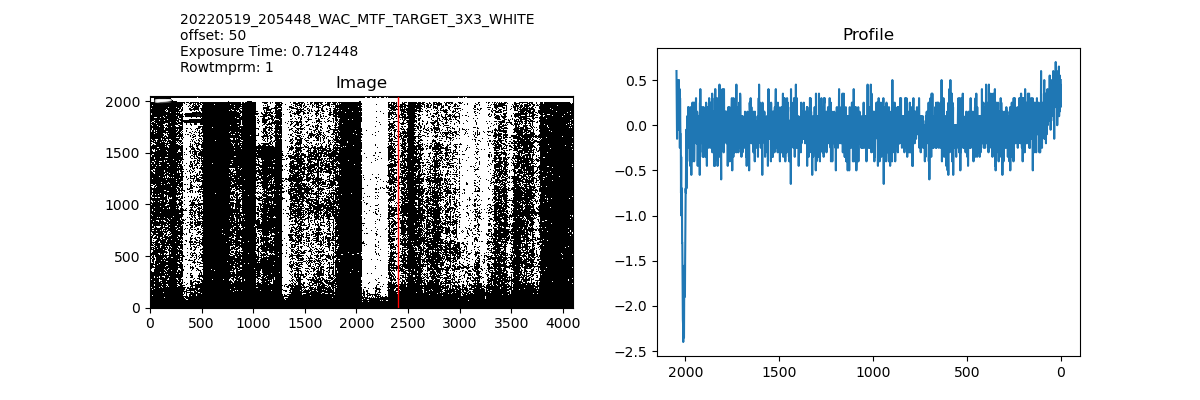 20220519_205448_WAC_MTF_TARGET_3X3_WHITE
offset: 50
Exposure Time: 0.712448
Rowtmprm: 1
Image
2000
1500
1000
500
0
0 500 1000 1500 2000 2500 3000 3500 4000
Profile
0.5
0.0
−0.5
−1.0
−1.5
−2.0
−2.5
2000 1500 1000 500 0